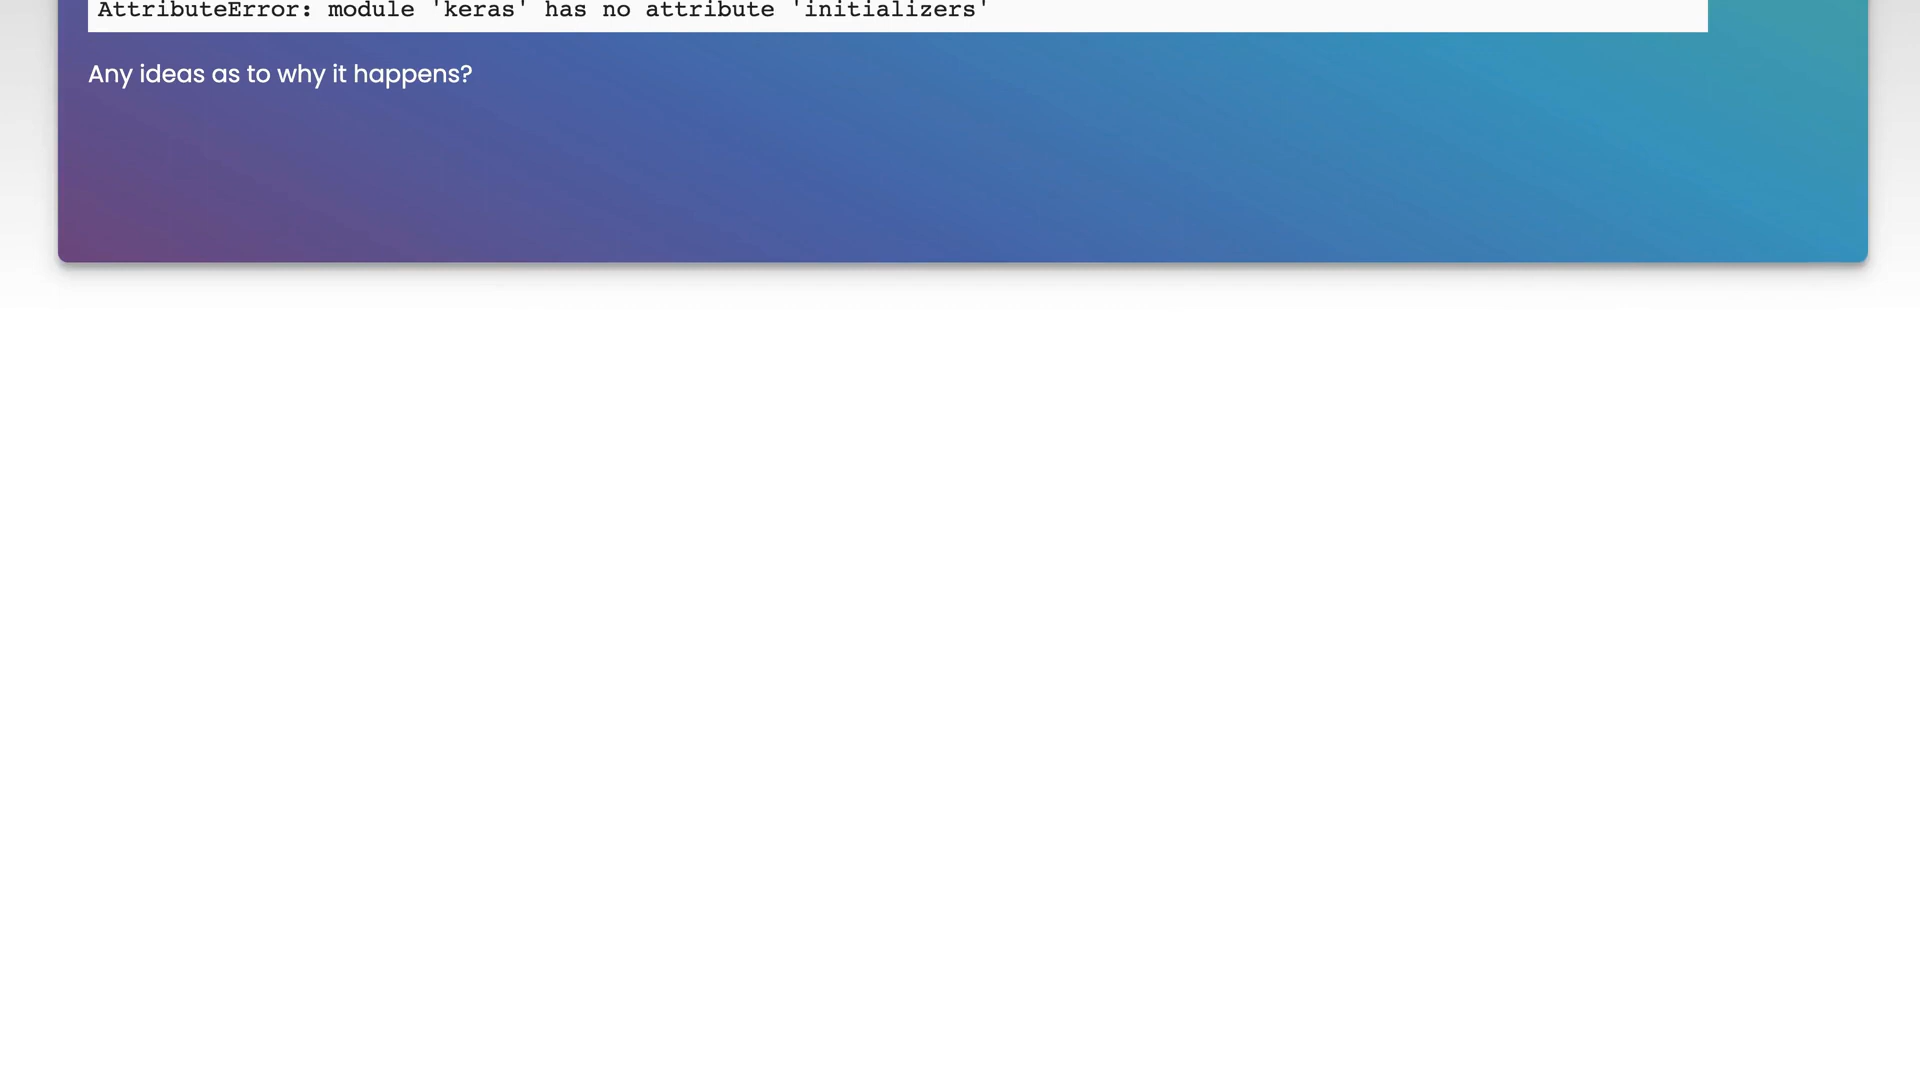 AttributeError: module 'keras' has no attribute 'initializers'
Any ideas as to why it happens?